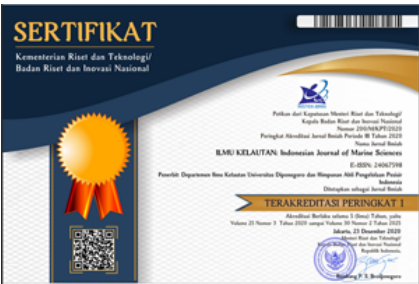 SERTIFIKAT
Kementerian Riset dan Teknologi/
Badan Riset dan Inovasi Nasional
Petikan dari Keputusan Menteri Riset dan Teknologi/
Kepala Badan Riset dan Inovasi Nasional
Nomor 200/M/KPT/2020
Peringkat Akreditasi Jurnal Ilmiah Periode III Tahun 2020
Nama Jurnal Ilmiah
ILMU KELAUTAN: Indonesian Journal of Marine Sciences
E-ISSN: 24067598
Penerbit: Departemen Ilmu Kelautan Universitas Diponegoro dan Himpunan Ahli Pengelolaan Pesisir
Indonesia
Ditetapkan sebagai Jurnal Ilmiah
TERAKREDITASI PERINGKAT 1
Akreditasi Berlaku selama 5 (lima) Tahun, yaitu
Volume 25 Nomor 3 Tahun 2020 sampai Volume 30 Nomor 2 Tahun 2025
Jakarta, 23 Desember 2020
Menteri Riset dan Teknologi/
Kepala Badan Riset dan Inovasi Nasional
Republik Indonesia,
Bambang P. S. Brodjonegoro